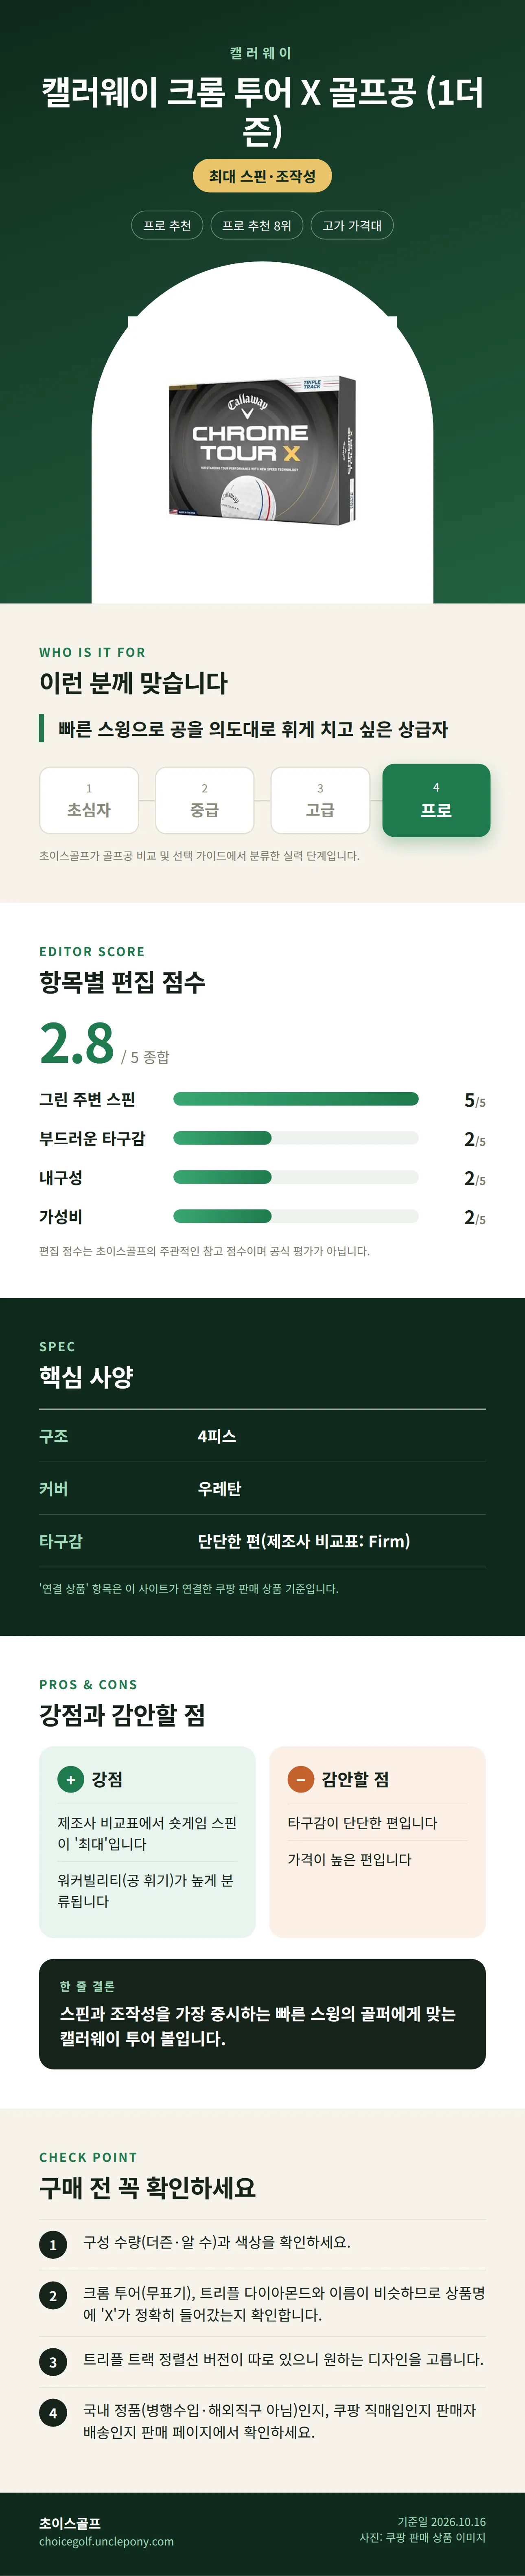 캘러웨이
캘러웨이 크롬 투어 X 골프공 (1더
즌)
최대 스핀·조작성
프로 추천
프로 추천 8위
고가 가격대
TRIPLE
TRACK
Callaway
CHROME
TOUR X
OUTSTANDING TOUR PERFORMANCE WITH NEW SPEED TECHNOLOGY
WHO IS IT FOR
이런 분께 맞습니다
빠른 스윙으로 공을 의도대로 휘게 치고 싶은 상급자
1
초심자
2
중급
3
고급
4
프로
초이스골프가 골프공 비교 및 선택 가이드에서 분류한 실력 단계입니다.
EDITOR SCORE
항목별 편집 점수
2.8 / 5 종합
그린 주변 스핀 5/5
부드러운 타구감 2/5
내구성 2/5
가성비 2/5
편집 점수는 초이스골프의 주관적인 참고 점수이며 공식 평가가 아닙니다.
SPEC
핵심 사양
구조 4피스
커버 우레탄
타구감 단단한 편(제조사 비교표: Firm)
'연결 상품' 항목은 이 사이트가 연결한 쿠팡 판매 상품 기준입니다.
PROS & CONS
강점과 감안할 점
+ 강점
제조사 비교표에서 숏게임 스핀
이 '최대'입니다
워커빌리티(공 휘기)가 높게 분
류됩니다
− 감안할 점
타구감이 단단한 편입니다
가격이 높은 편입니다
한 줄 결론
스핀과 조작성을 가장 중시하는 빠른 스윙의 골퍼에게 맞는
캘러웨이 투어 볼입니다.
CHECK POINT
구매 전 꼭 확인하세요
1 구성 수량(더즌·알 수)과 색상을 확인하세요.
2 크롬 투어(무표기), 트리플 다이아몬드와 이름이 비슷하므로 상품명
에 'X'가 정확히 들어갔는지 확인합니다.
3 트리플 트랙 정렬선 버전이 따로 있으니 원하는 디자인을 고릅니다.
4 국내 정품(병행수입·해외직구 아님)인지, 쿠팡 직매입인지 판매자
배송인지 판매 페이지에서 확인하세요.
초이스골프
choicegolf.unclepony.com
기준일 2026.10.16
사진: 쿠팡 판매 상품 이미지